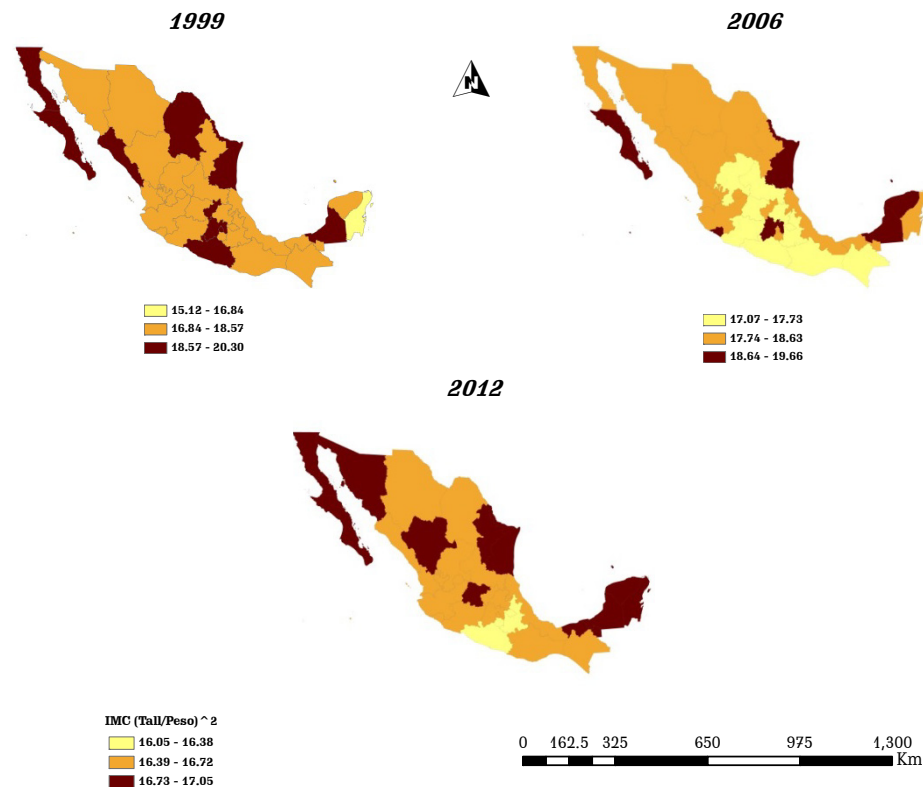 1999
2006
N
15.12 - 16.84
16.84 - 18.57
18.57 - 20.30
17.07 - 17.73
17.74 - 18.63
18.64 - 19.66
2012
IMC (Tall/Peso) ^ 2
16.05 - 16.38
16.39 - 16.72
16.73 - 17.05
0 162.5 325 650 975 1,300
Km